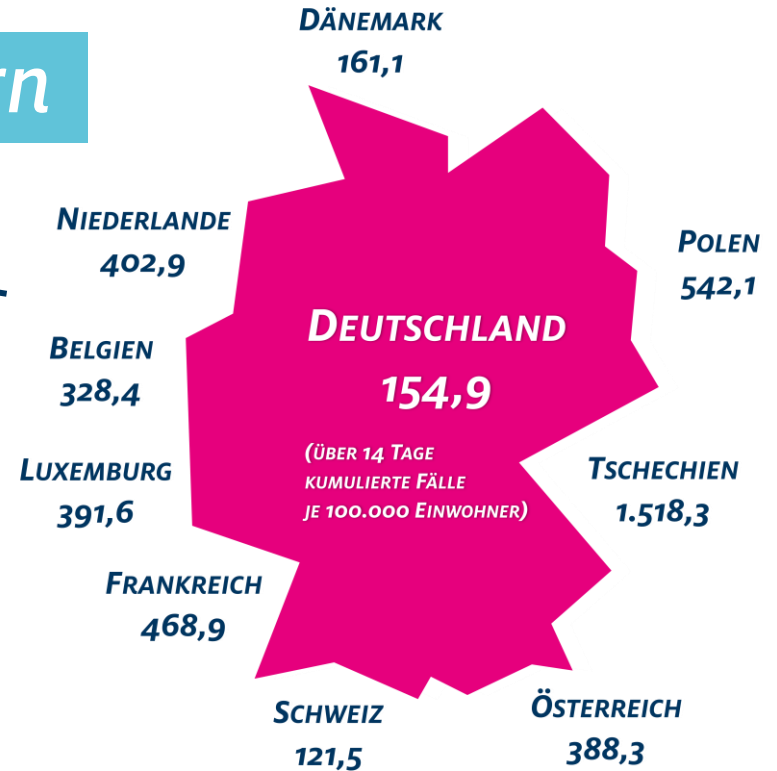 DÄNEMARK
161,1
rn
NIEDERLANDE
402,9
POLEN
542,1
BELGIEN
328,4
DEUTSCHLAND
154,9
(ÜBER 14 TAGE
KUMULIERTE FÄLLE
JE 100.000 EINWOHNER)
LUXEMBURG
391,6
TSCHECHIEN
1.518,3
FRANKREICH
468,9
SCHWEIZ
121,5
ÖSTERREICH
388,3